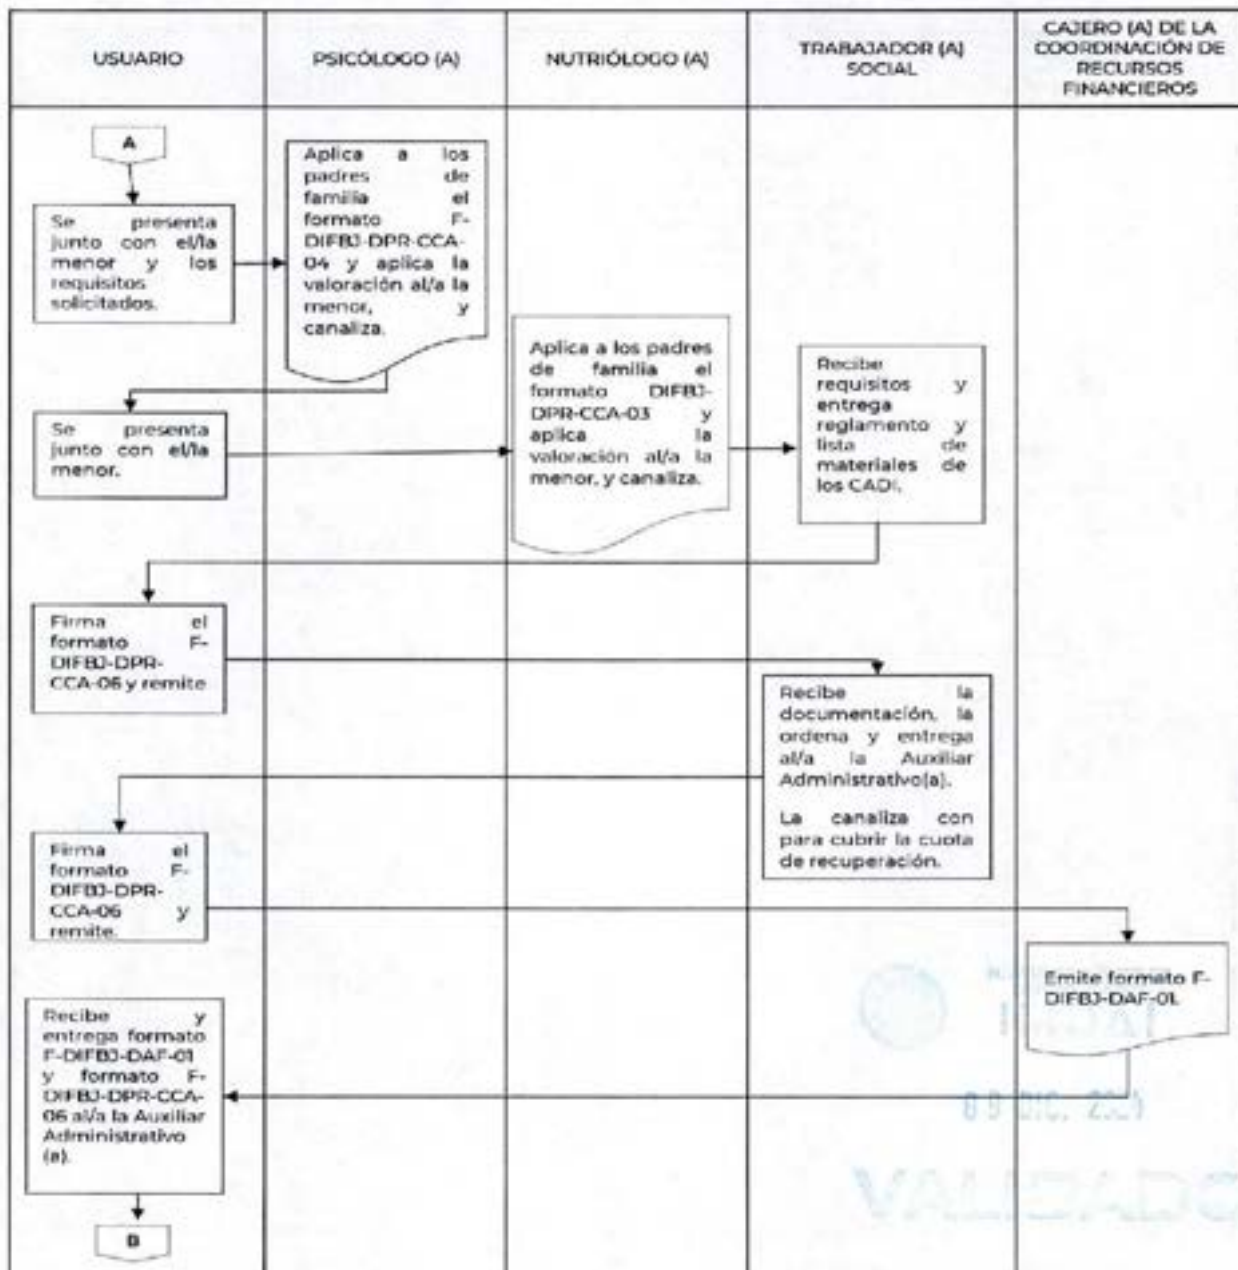 USUARIO
PSICÓLOGO (A)
NUTRIÓLOGO (A)
TRABAJADOR (A)
SOCIAL
CAJERO (A) DE LA
COORDINACIÓN DE
RECURSOS
FINANCIEROS
A
Se presenta
junto con el/la
menor y los
requisitos
solicitados.
Aplica a los
padres de
familia el
formato F-
DIFBJ-DPR-CCA-
04 y aplica la
valoración al/a la
menor, y
canaliza.
Se presenta
junto con el/la
menor.
Aplica a los padres
de familia el
formato DIFBJ-
DPR-CCA-03 y
aplica la
valoración al/a la
menor, y canaliza.
Recibe
requisitos y
entrega
reglamento y
lista de
materiales de
los CADI.
Firma el
formato F-
DIFBJ-DPR-
CCA-06 y remite
Recibe la
documentación, la
ordena y entrega
al/a la Auxiliar
Administrativo(a).
La canaliza con
para cubrir la cuota
de recuperación.
Firma el
formato F-
DIFBJ-DPR-
CCA-06 y
remite.
Emite formato F-
DIFBJ-DAF-01.
Recibe y
entrega formato
F-DIFBJ-DAF-01
y formato F-
DIFBJ-DPR-CCA-
06 al/a la Auxiliar
Administrativo
(a).
B
09 DIC.
VALIDADO